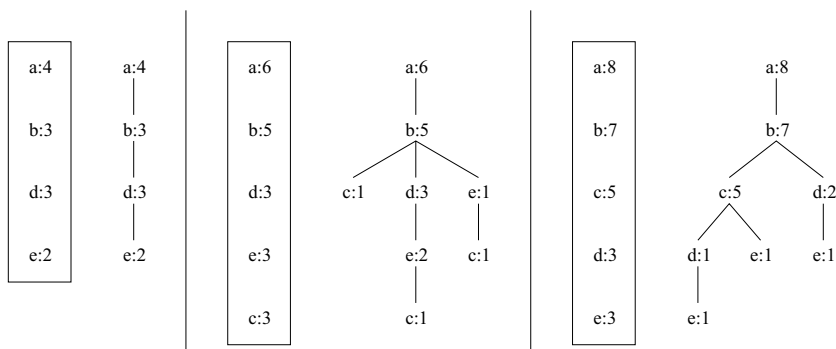 a:4 a:4 a:6 a:6 a:8 a:8
b:3 b:3 b:5 b:5 b:7 b:7
d:3 d:3 d:3 c:1 d:3 e:1 c:5 c:5 d:2
e:2 e:2 e:3 e:2 c:1 d:3 d:1 e:1 e:1
c:3 c:1 e:3 e:1